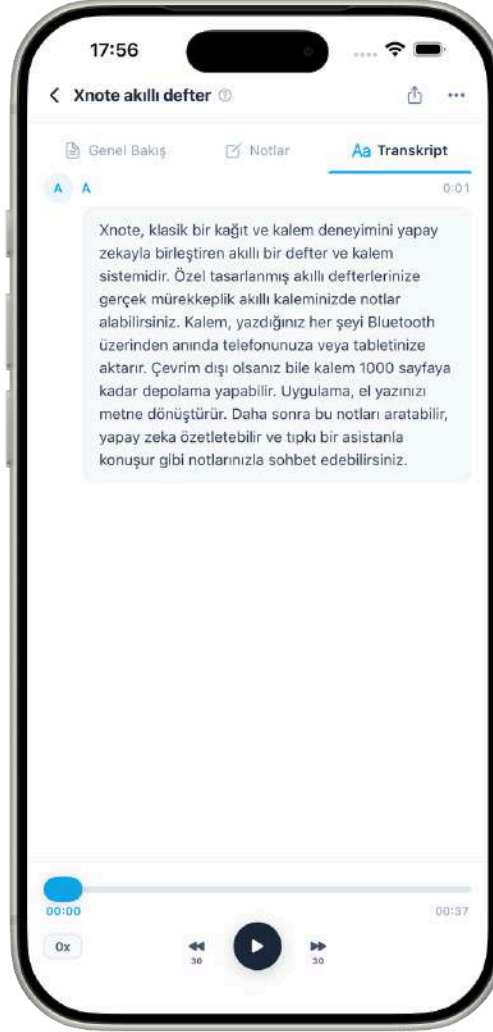 17:56
Xnote akıllı defter
Genel Bakış
Notlar
Aa Transkript
A A 0:01
Xnote, klasik bir kağıt ve kalem deneyimini yapay
zekayla birleştiren akıllı bir defter ve kalem
sistemidir. Özel tasarlanmış akıllı defterlerinize
gerçek mürekkeplik akıllı kaleminizde notlar
alabilirsiniz. Kalem, yazdığınız her şeyi Bluetooth
üzerinden anında telefonunuza veya tabletinize
aktarır. Çevrim dışı olsanız bile kalem 1000 sayfaya
kadar depolama yapabilir. Uygulama, el yazınızı
metne dönüştürür. Daha sonra bu notları aratabilir,
yapay zeka özetletebilir ve tıpkı bir asistanla
konuşur gibi notlarınızla sohbet edebilirsiniz.
00:00 00:37
0x
30 30